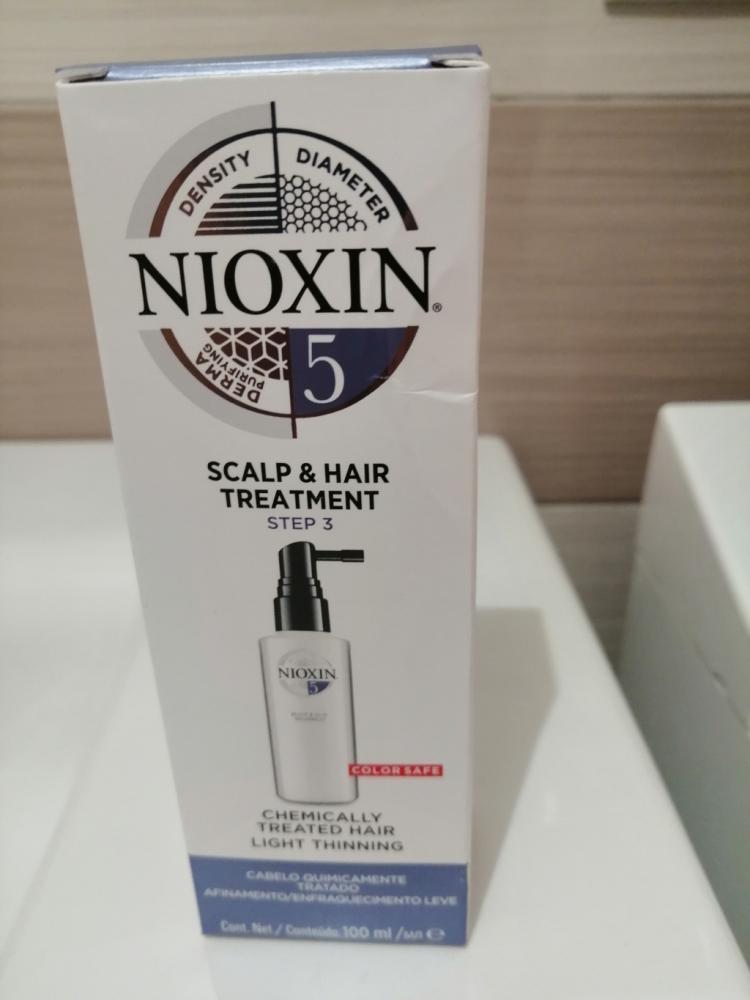 DENSITY
DIAMETER
NIOXIN®
DERMA
PURIFYING
5
SCALP & HAIR
TREATMENT
STEP 3
NIOXIN
5
COLOR SAFE
CHEMICALLY
TREATED HAIR
LIGHT THINNING
CABELO QUIMICAMENTE
TRATADO
AFINAMENTO/ENFRAQUECIMENTO LEVE
Cont. Net / Conteúdo 100 ml /мл ℮